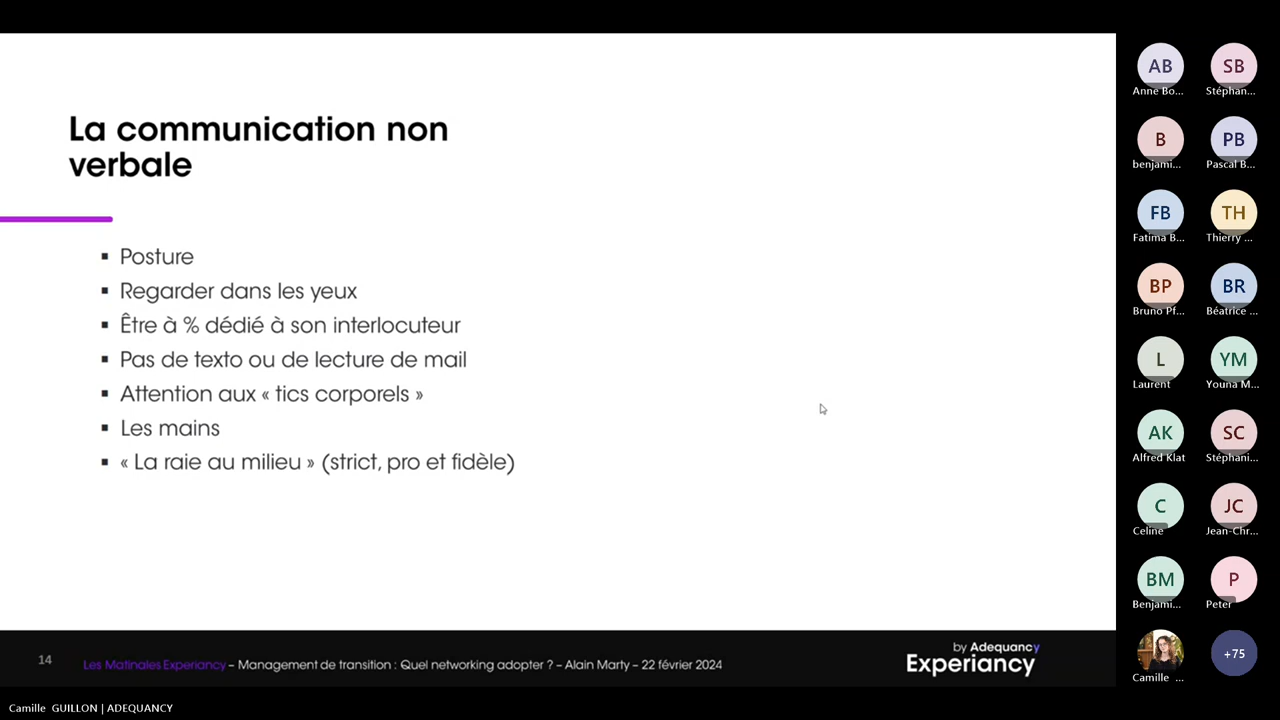 La communication non
verbale
▪ Posture
▪ Regarder dans les yeux
▪ Être à % dédié à son interlocuteur
▪ Pas de texto ou de lecture de mail
▪ Attention aux « tics corporels »
▪ Les mains
▪ « La raie au milieu » (strict, pro et fidèle)
14
Les Matinales Experiancy – Management de transition : Quel networking adopter ? – Alain Marty – 22 février 2024
by Adequancy
Experiancy
AB
Anne Bo...
SB
Stéphan...
B
benjami...
PB
Pascal B...
FB
Fatima B...
TH
Thierry ...
BP
Bruno Pf...
BR
Béatrice ...
L
Laurent
YM
Youna M...
AK
Alfred Klat
SC
Stéphani...
C
Celine
JC
Jean-Chr...
BM
Benjami...
P
Peter
Camille ...
+75
Camille GUILLON | ADEQUANCY